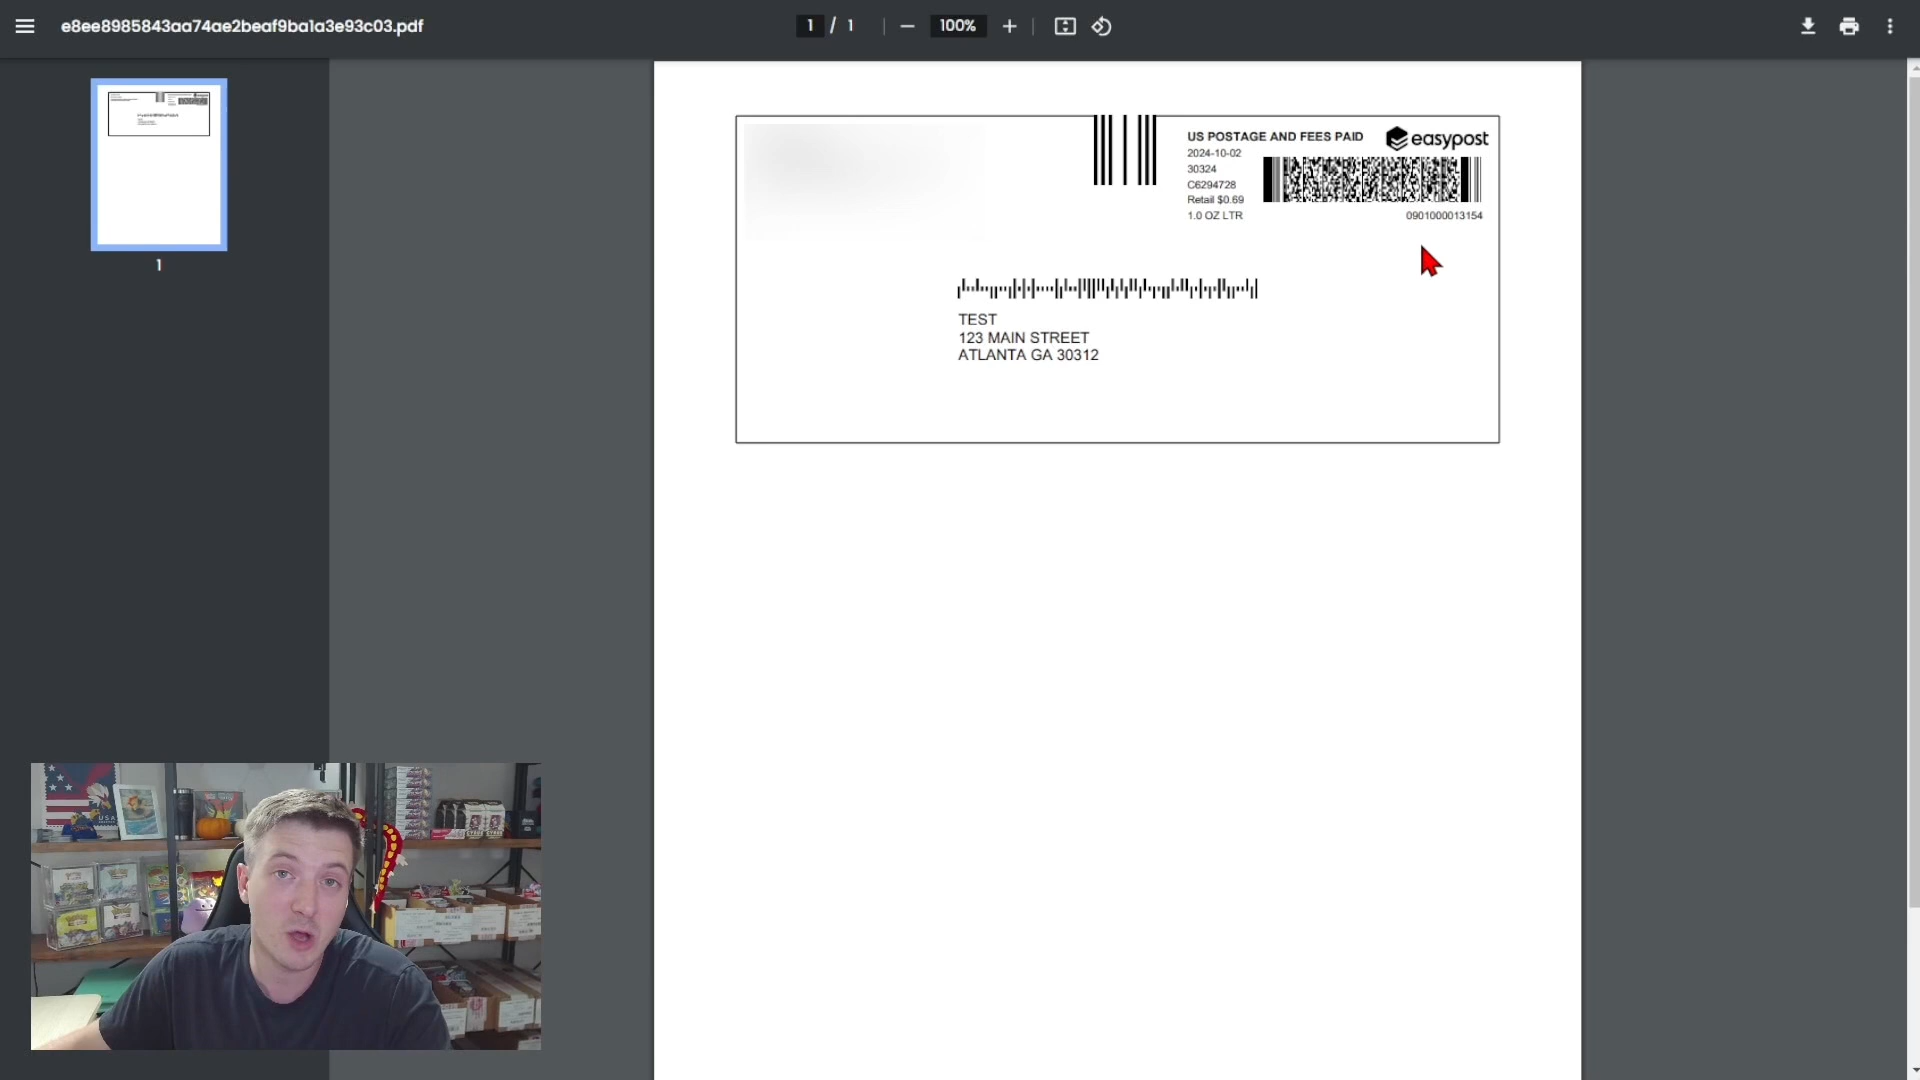 e8ee8985843aa74ae2beaf9ba1a3e93c03.pdf
1 / 1
100%
1
US POSTAGE AND FEES PAID
easypost
2024-10-02
30324
C6294728
Retail $0.69
1.0 OZ LTR
0901000013154
TEST
123 MAIN STREET
ATLANTA GA 30312
USA